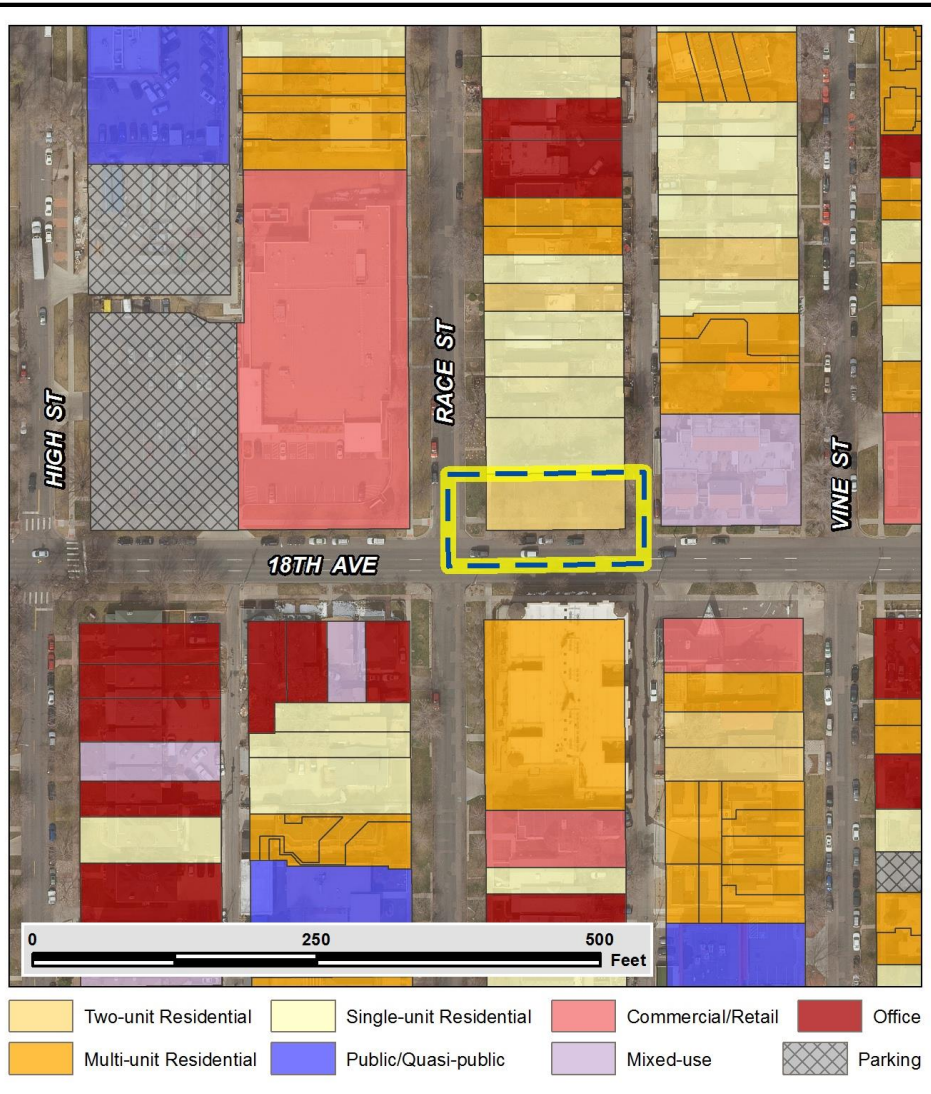 RACE ST
HIGH ST
VINE ST
18TH AVE
0 250 500
Feet
Two-unit Residential Single-unit Residential Commercial/Retail Office
Multi-unit Residential Public/Quasi-public Mixed-use Parking